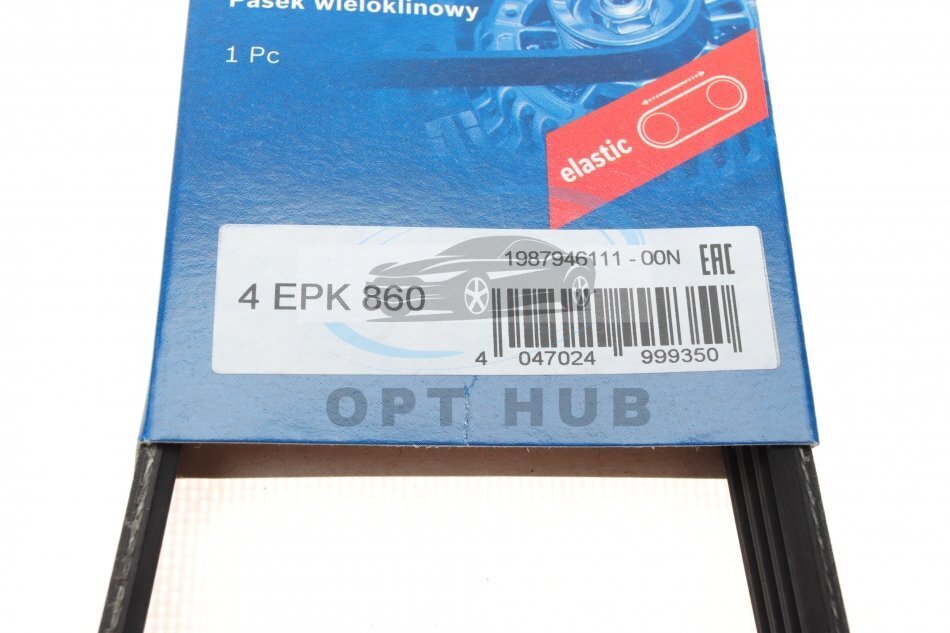 Pasek wieloklinowy
1 Pc
elastic
1987946111 - 00N
EAC
4 EPK 860
4 047024 999350
OPT HUB